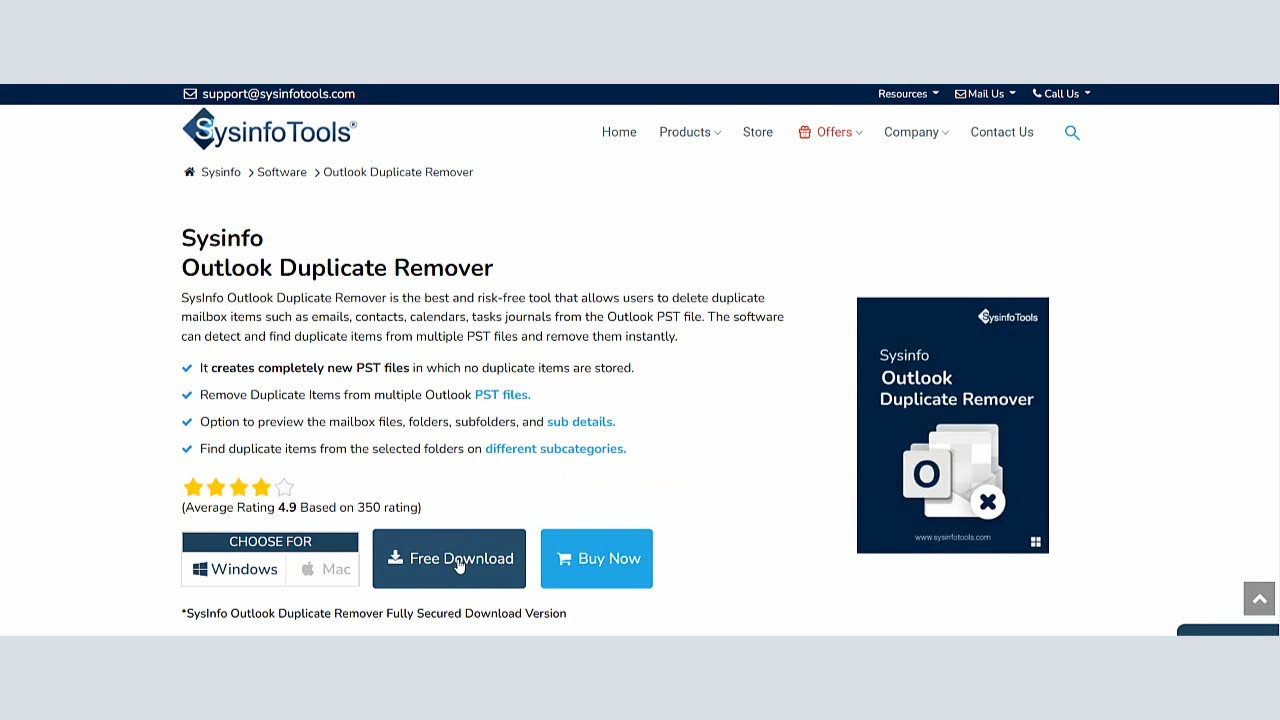 support@sysinfotools.com
Resources Mail Us Call Us
SysinfoTools®
Home Products Store Offers Company Contact Us
Sysinfo Software Outlook Duplicate Remover
Sysinfo
Outlook Duplicate Remover
SysInfo Outlook Duplicate Remover is the best and risk-free tool that allows users to delete duplicate
mailbox items such as emails, contacts, calendars, tasks journals from the Outlook PST file. The software
can detect and find duplicate items from multiple PST files and remove them instantly.
It creates completely new PST files in which no duplicate items are stored.
Remove Duplicate Items from multiple Outlook PST files.
Option to preview the mailbox files, folders, subfolders, and sub details.
Find duplicate items from the selected folders on different subcategories.
(Average Rating 4.9 Based on 350 rating)
CHOOSE FOR
Windows Mac
Free Download
Buy Now
*SysInfo Outlook Duplicate Remover Fully Secured Download Version
SysinfoTools
Sysinfo
Outlook
Duplicate Remover
O
www.sysinfotools.com